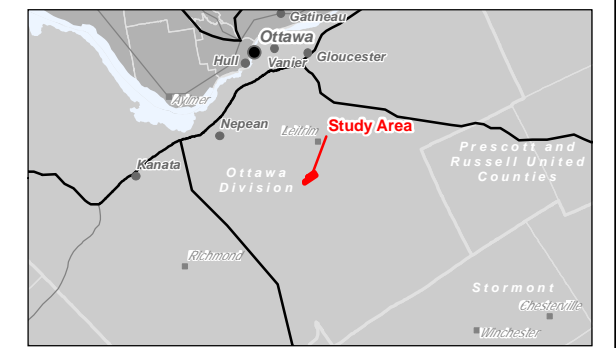 Gatineau
Ottawa
Hull
Vanier
Gloucester
Aylmer
Nepean
Leitrim
Study Area
Kanata
Ottawa
Division
Prescott and
Russell United
Counties
Richmond
Stormont
Chesterville
Winchester